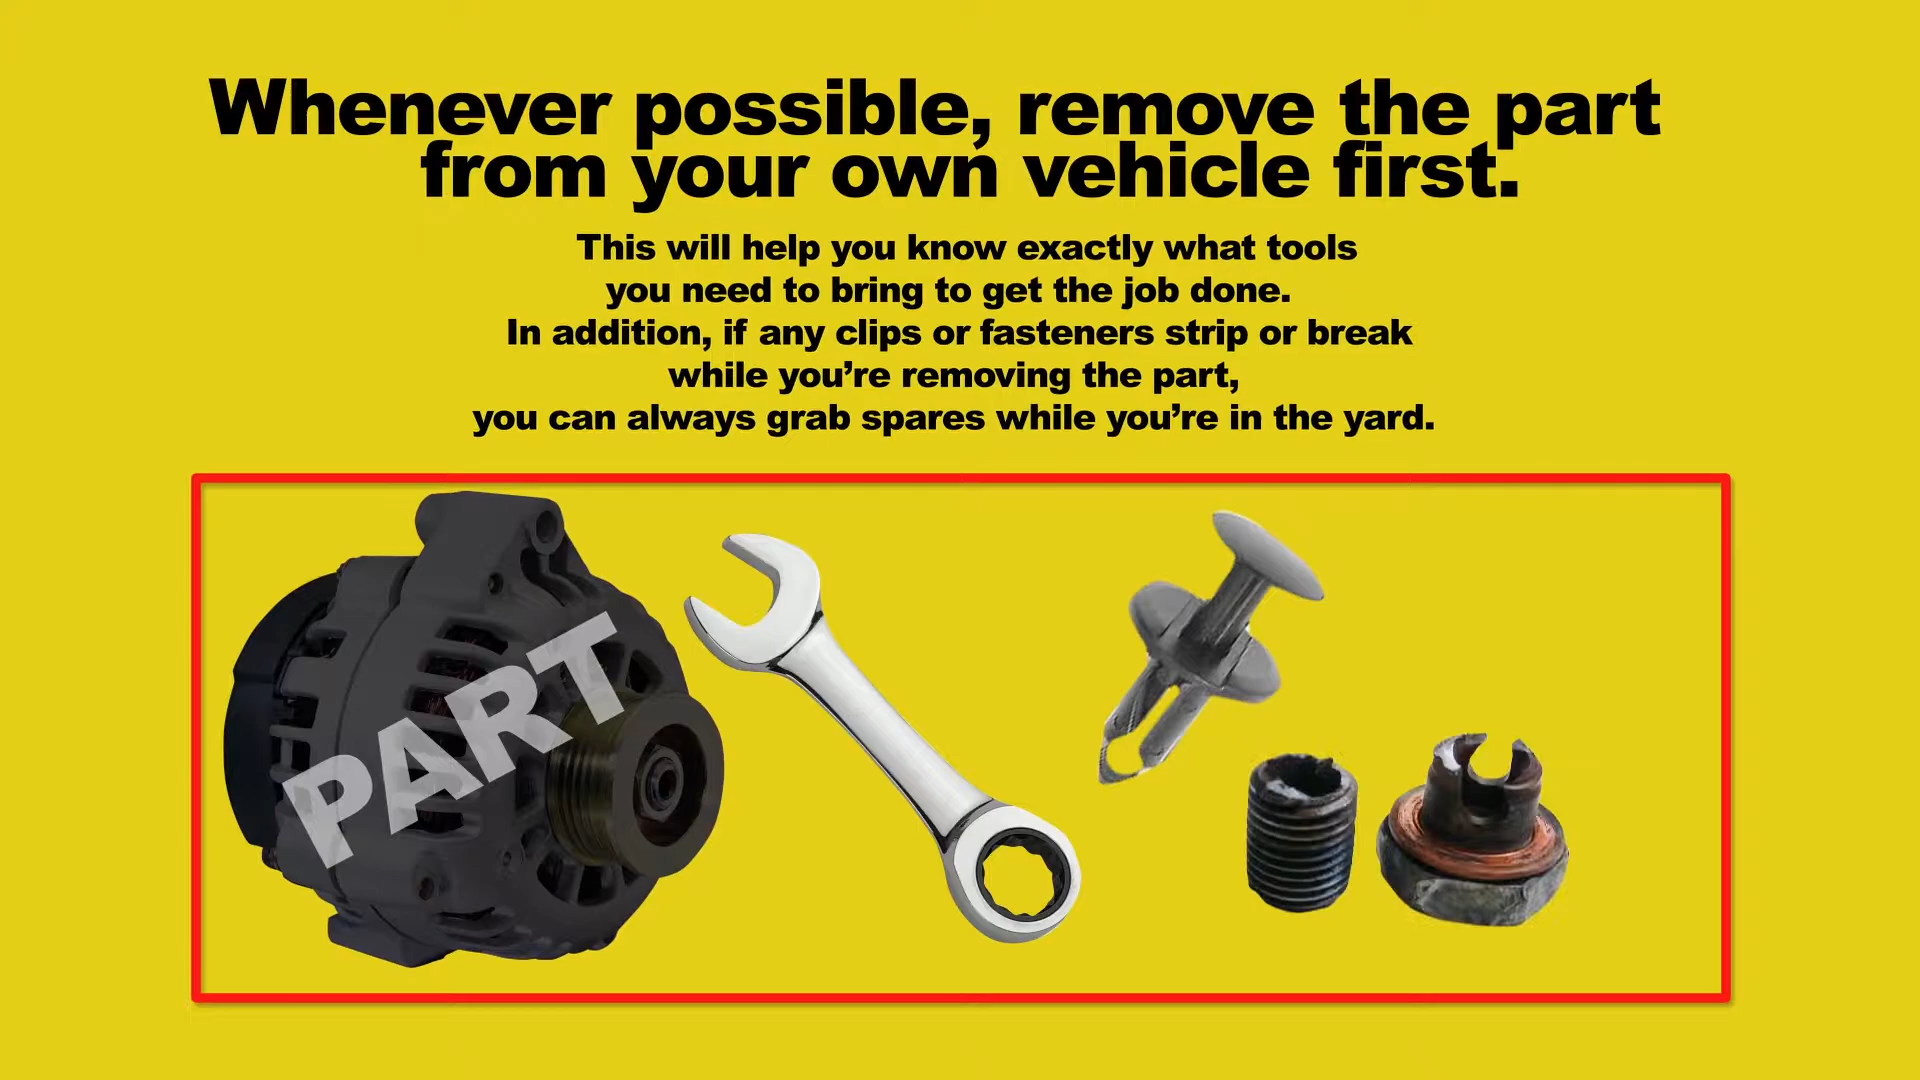 Whenever possible, remove the part
from your own vehicle first.
This will help you know exactly what tools
you need to bring to get the job done.
In addition, if any clips or fasteners strip or break
while you’re removing the part,
you can always grab spares while you’re in the yard.
PART